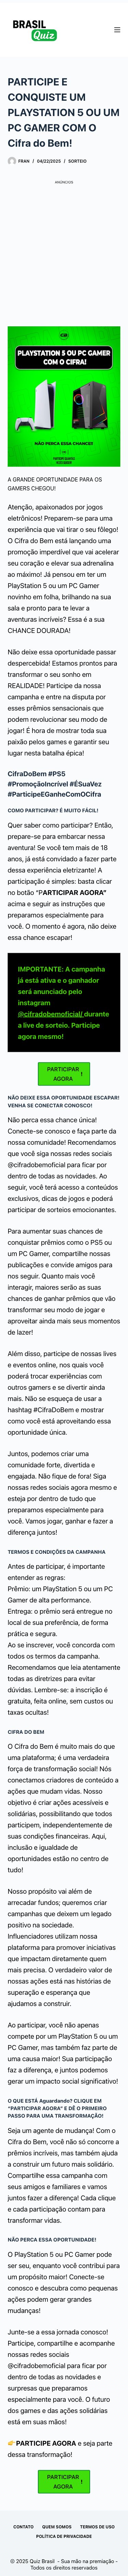 BRASIL
Quiz
PARTICIPE E
CONQUISTE UM
PLAYSTATION 5 OU UM
PC GAMER COM O
Cifra do Bem!
FRAN / 04/22/2025 / SORTEIO
ANÚNCIOS
PLAYSTATION 5 OU PC GAMER
COM O CIFRA!
NÃO PERCA ESSA CHANCE!
A GRANDE OPORTUNIDADE PARA OS
GAMERS CHEGOU!
Atenção, apaixonados por jogos
eletrônicos! Preparem-se para uma
experiência que vai tirar o seu fôlego!
O Cifra do Bem está lançando uma
promoção imperdível que vai acelerar
seu coração e elevar sua adrenalina
ao máximo! Já pensou em ter um
PlayStation 5 ou um PC Gamer
novinho em folha, brilhando na sua
sala e pronto para te levar a
aventuras incríveis? Essa é a sua
CHANCE DOURADA!
Não deixe essa oportunidade passar
despercebida! Estamos prontos para
transformar o seu sonho em
REALIDADE! Participe da nossa
campanha e entre na disputa por
esses prêmios sensacionais que
podem revolucionar seu modo de
jogar! É hora de mostrar toda sua
paixão pelos games e garantir seu
lugar nesta batalha épica!
CifraDoBem #PS5
#PromoçãoIncrível #ÉSuaVez
#ParticipeEGanheComOCifra
COMO PARTICIPAR? É MUITO FÁCIL!
Quer saber como participar? Então,
prepare-se para embarcar nessa
aventura! Se você tem mais de 18
anos, já está convidado a fazer parte
dessa experiência eletrizante! A
participação é simples: basta clicar
no botão “PARTICIPAR AGORA”
acima e seguir as instruções que
preparamos especialmente para
você. O momento é agora, não deixe
essa chance escapar!
IMPORTANTE: A campanha
já está ativa e o ganhador
será anunciado pelo
instagram
@cifradobemoficial/ durante
a live de sorteio. Participe
agora mesmo!
PARTICIPAR
AGORA !
NÃO DEIXE ESSA OPORTUNIDADE ESCAPAR!
VENHA SE CONECTAR CONOSCO!
Não perca essa chance única!
Conecte-se conosco e faça parte da
nossa comunidade! Recomendamos
que você siga nossas redes sociais
@cifradobemoficial para ficar por
dentro de todas as novidades. Ao
seguir, você terá acesso a conteúdos
exclusivos, dicas de jogos e poderá
participar de sorteios emocionantes.
Para aumentar suas chances de
conquistar prêmios como o PS5 ou
um PC Gamer, compartilhe nossas
publicações e convide amigos para
nos seguir. Quanto mais você
interagir, maiores serão as suas
chances de ganhar prêmios que vão
transformar seu modo de jogar e
aproveitar ainda mais seus momentos
de lazer!
Além disso, participe de nossas lives
e eventos online, nos quais você
poderá trocar experiências com
outros gamers e se divertir ainda
mais. Não se esqueça de usar a
hashtag #CifraDoBem e mostrar
como você está aproveitando essa
oportunidade única.
Juntos, podemos criar uma
comunidade forte, divertida e
engajada. Não fique de fora! Siga
nossas redes sociais agora mesmo e
esteja por dentro de tudo que
preparamos especialmente para
você. Vamos jogar, ganhar e fazer a
diferença juntos!
TERMOS E CONDIÇÕES DA CAMPANHA
Antes de participar, é importante
entender as regras:
Prêmio: um PlayStation 5 ou um PC
Gamer de alta performance.
Entrega: o prêmio será entregue no
local de sua preferência, de forma
prática e segura.
Ao se inscrever, você concorda com
todos os termos da campanha.
Recomendamos que leia atentamente
todas as diretrizes para evitar
dúvidas. Lembre-se: a inscrição é
gratuita, feita online, sem custos ou
taxas ocultas!
CIFRA DO BEM
O Cifra do Bem é muito mais do que
uma plataforma; é uma verdadeira
força de transformação social! Nós
conectamos criadores de conteúdo a
ações que mudam vidas. Nosso
objetivo é criar ações acessíveis e
solidárias, possibilitando que todos
participem, independentemente de
suas condições financeiras. Aqui,
inclusão e igualdade de
oportunidades estão no centro de
tudo!
Nosso propósito vai além de
arrecadar fundos; queremos criar
campanhas que deixem um legado
positivo na sociedade.
Influenciadores utilizam nossa
plataforma para promover iniciativas
que impactam diretamente quem
mais precisa. O verdadeiro valor de
nossas ações está nas histórias de
superação e esperança que
ajudamos a construir.
Ao participar, você não apenas
compete por um PlayStation 5 ou um
PC Gamer, mas também faz parte de
uma causa maior! Sua participação
faz a diferença, e juntos podemos
gerar um impacto social significativo!
O QUE ESTÁ Aguardando? CLIQUE EM
“PARTICIPAR AGORA” E DÊ O PRIMEIRO
PASSO PARA UMA TRANSFORMAÇÃO!
Seja um agente de mudança! Com o
Cifra do Bem, você não só concorre a
prêmios incríveis, mas também ajuda
a construir um futuro mais solidário.
Compartilhe essa campanha com
seus amigos e familiares e vamos
juntos fazer a diferença! Cada clique
e cada participação contam para
transformar vidas.
NÃO PERCA ESSA OPORTUNIDADE!
O PlayStation 5 ou PC Gamer pode
ser seu, enquanto você contribui para
um propósito maior! Conecte-se
conosco e descubra como pequenas
ações podem gerar grandes
mudanças!
Junte-se a essa jornada conosco!
Participe, compartilhe e acompanhe
nossas redes sociais
@cifradobemoficial para ficar por
dentro de todas as novidades e
surpresas que preparamos
especialmente para você. O futuro
dos games e das ações solidárias
está em suas mãos!
👉 PARTICIPE AGORA e seja parte
dessa transformação!
PARTICIPAR
AGORA !
CONTATO QUEM SOMOS TERMOS DE USO
POLÍTICA DE PRIVACIDADE
© 2025 Quiz Brasil - Sua mão na premiação -
Todos os direitos reservados